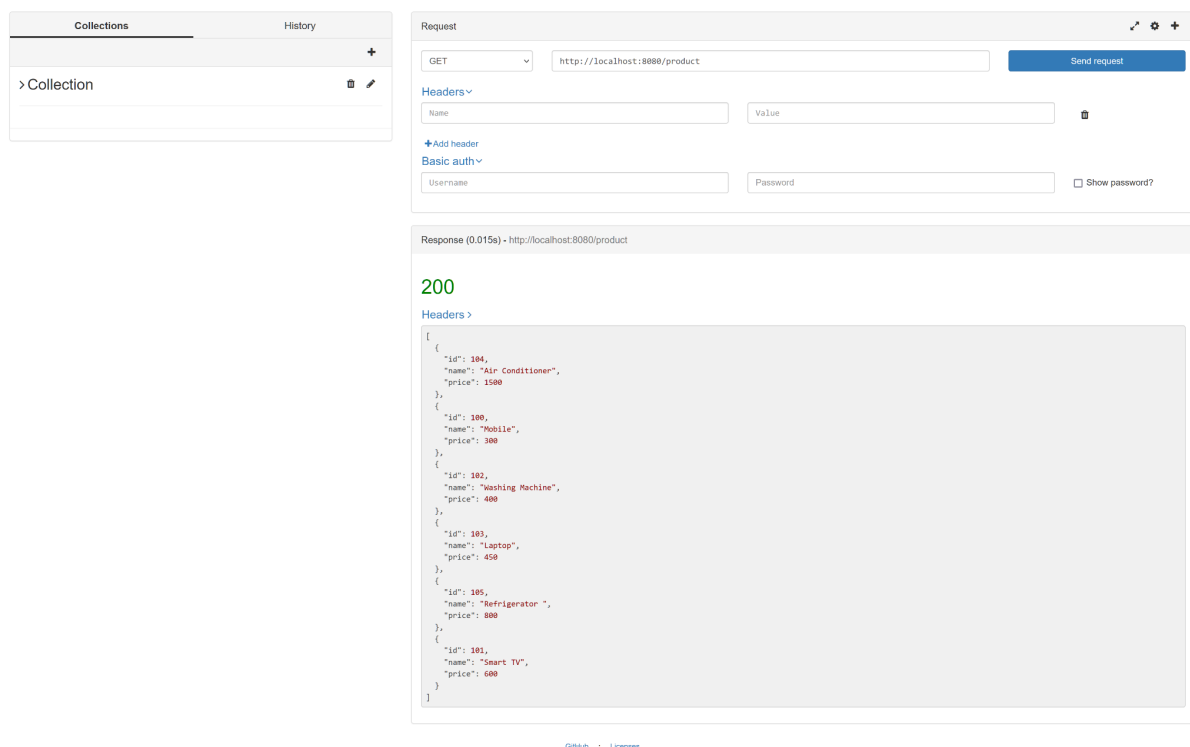 Collections History
Collection
Request
GET http://localhost:8080/product Send request
Headers
Name Value
Add header
Basic auth
Username Password Show password?
Response (0.015s) - http://localhost:8080/product
200
Headers
[
  {
    "id": 104,
    "name": "Air Conditioner",
    "price": 1500
  },
  {
    "id": 100,
    "name": "Mobile",
    "price": 300
  },
  {
    "id": 102,
    "name": "Washing Machine",
    "price": 400
  },
  {
    "id": 103,
    "name": "Laptop",
    "price": 450
  },
  {
    "id": 105,
    "name": "Refrigerator ",
    "price": 800
  },
  {
    "id": 101,
    "name": "Smart TV",
    "price": 600
  }
]
GitHub · Licenses